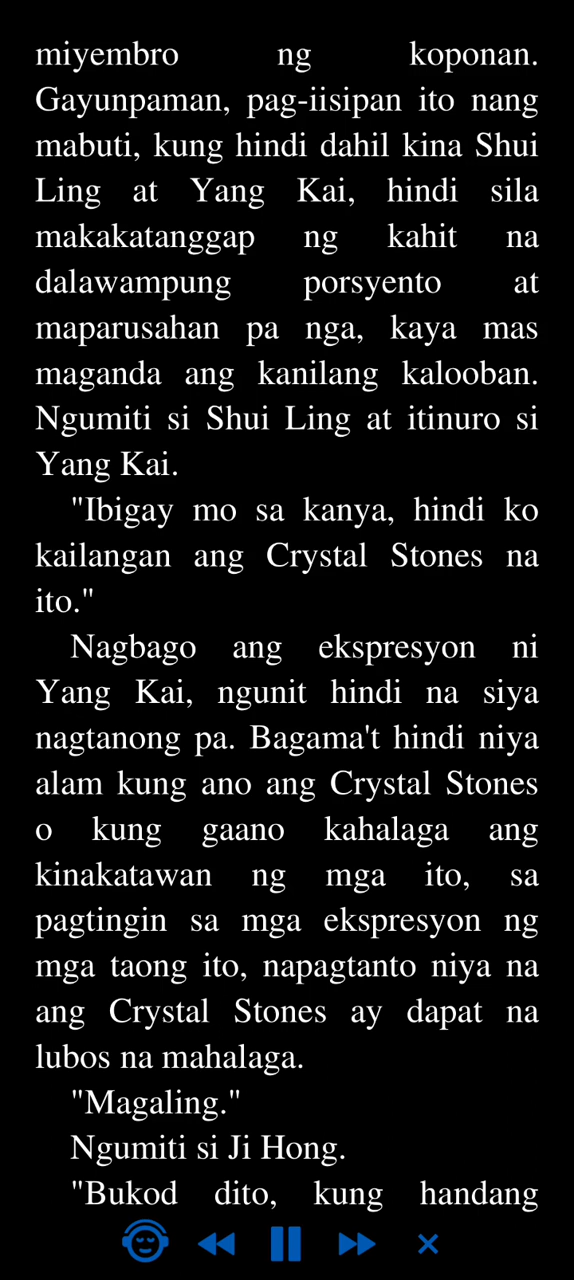 miyembro ng koponan.
Gayunpaman, pag-iisipan ito nang
mabuti, kung hindi dahil kina Shui
Ling at Yang Kai, hindi sila
makakatanggap ng kahit na
dalawampung porsyento at
maparusahan pa nga, kaya mas
maganda ang kanilang kalooban.
Ngumiti si Shui Ling at itinuro si
Yang Kai.
"Ibigay mo sa kanya, hindi ko
kailangan ang Crystal Stones na
ito."
Nagbago ang ekspresyon ni
Yang Kai, ngunit hindi na siya
nagtanong pa. Bagama't hindi niya
alam kung ano ang Crystal Stones
o kung gaano kahalaga ang
kinakatawan ng mga ito, sa
pagtingin sa mga ekspresyon ng
mga taong ito, napagtanto niya na
ang Crystal Stones ay dapat na
lubos na mahalaga.
"Magaling."
Ngumiti si Ji Hong.
"Bukod dito, kung handang